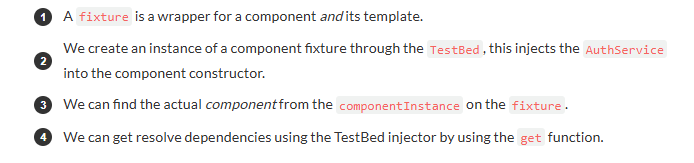 1 A fixture is a wrapper for a component and its template.
2 We create an instance of a component fixture through the TestBed, this injects the AuthService
into the component constructor.
3 We can find the actual component from the componentInstance on the fixture.
4 We can get resolve dependencies using the TestBed injector by using the get function.